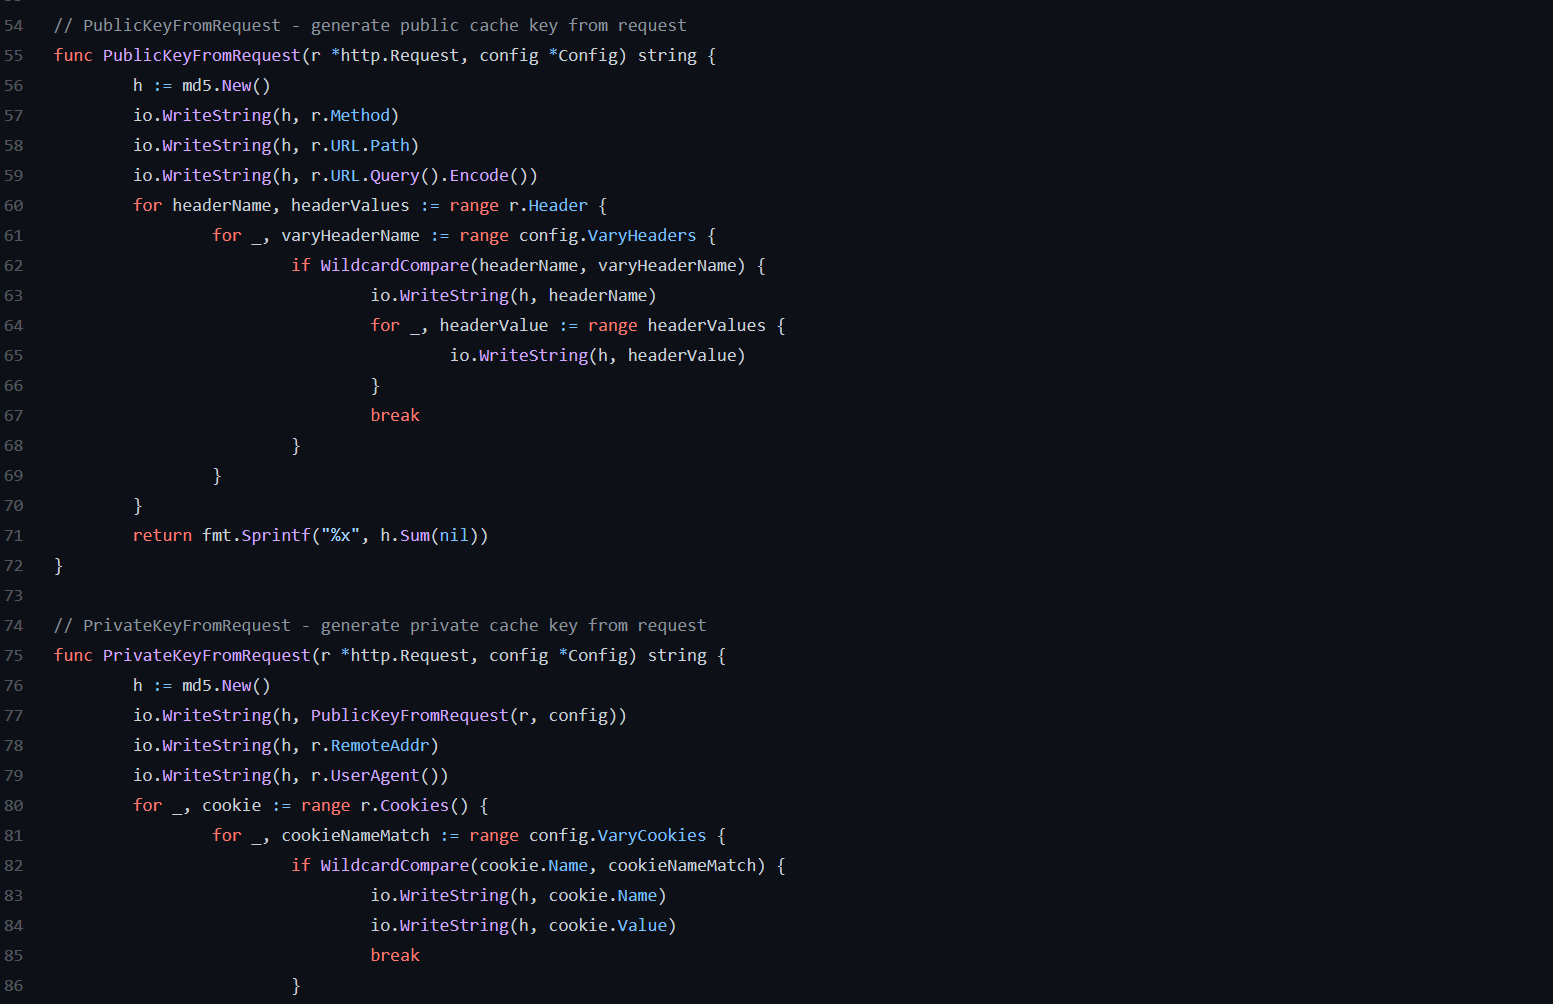 54 // PublicKeyFromRequest - generate public cache key from request
55 func PublicKeyFromRequest(r *http.Request, config *Config) string {
56 h := md5.New()
57 io.WriteString(h, r.Method)
58 io.WriteString(h, r.URL.Path)
59 io.WriteString(h, r.URL.Query().Encode())
60 for headerName, headerValues := range r.Header {
61 for _, varyHeaderName := range config.VaryHeaders {
62 if WildcardCompare(headerName, varyHeaderName) {
63 io.WriteString(h, headerName)
64 for _, headerValue := range headerValues {
65 io.WriteString(h, headerValue)
66 }
67 break
68 }
69 }
70 }
71 return fmt.Sprintf("%x", h.Sum(nil))
72 }
73
74 // PrivateKeyFromRequest - generate private cache key from request
75 func PrivateKeyFromRequest(r *http.Request, config *Config) string {
76 h := md5.New()
77 io.WriteString(h, PublicKeyFromRequest(r, config))
78 io.WriteString(h, r.RemoteAddr)
79 io.WriteString(h, r.UserAgent())
80 for _, cookie := range r.Cookies() {
81 for _, cookieNameMatch := range config.VaryCookies {
82 if WildcardCompare(cookie.Name, cookieNameMatch) {
83 io.WriteString(h, cookie.Name)
84 io.WriteString(h, cookie.Value)
85 break
86 }